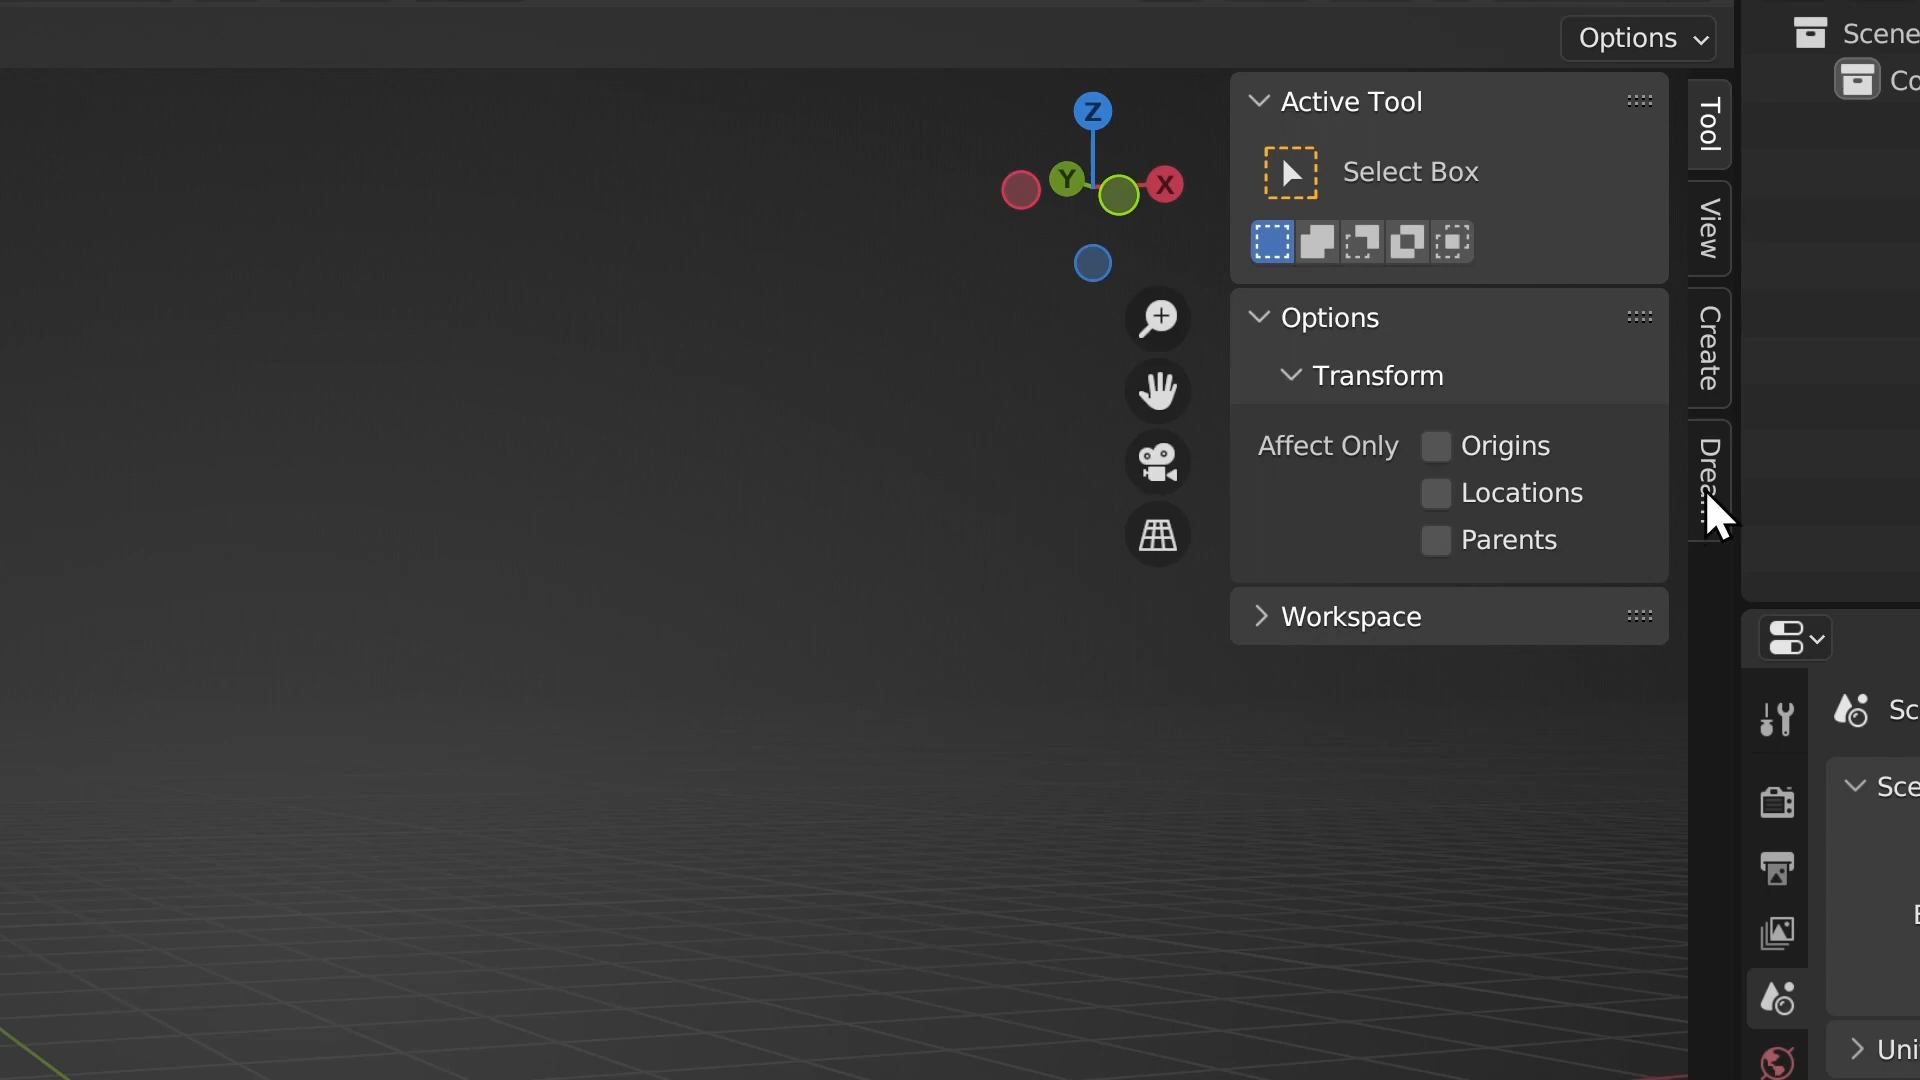 Options
Scene
Co
Z
Y
X
Active Tool
Select Box
Options
Transform
Affect Only
Origins
Locations
Parents
Workspace
Tool
View
Create
Sc
Sce
Uni